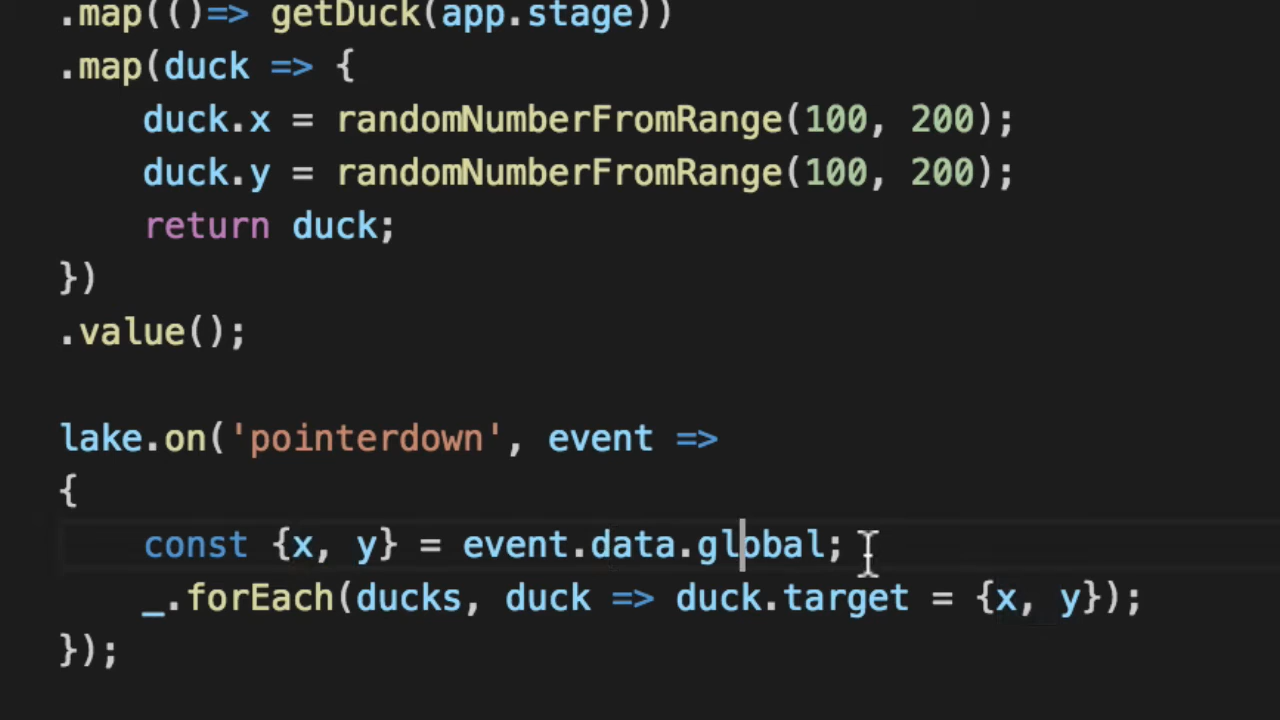 .map(()=> getDuck(app.stage))
.map(duck => {
duck.x = randomNumberFromRange(100, 200);
duck.y = randomNumberFromRange(100, 200);
return duck;
})
.value();
lake.on('pointerdown', event =>
{
const {x, y} = event.data.global;
_.forEach(ducks, duck => duck.target = {x, y});
});